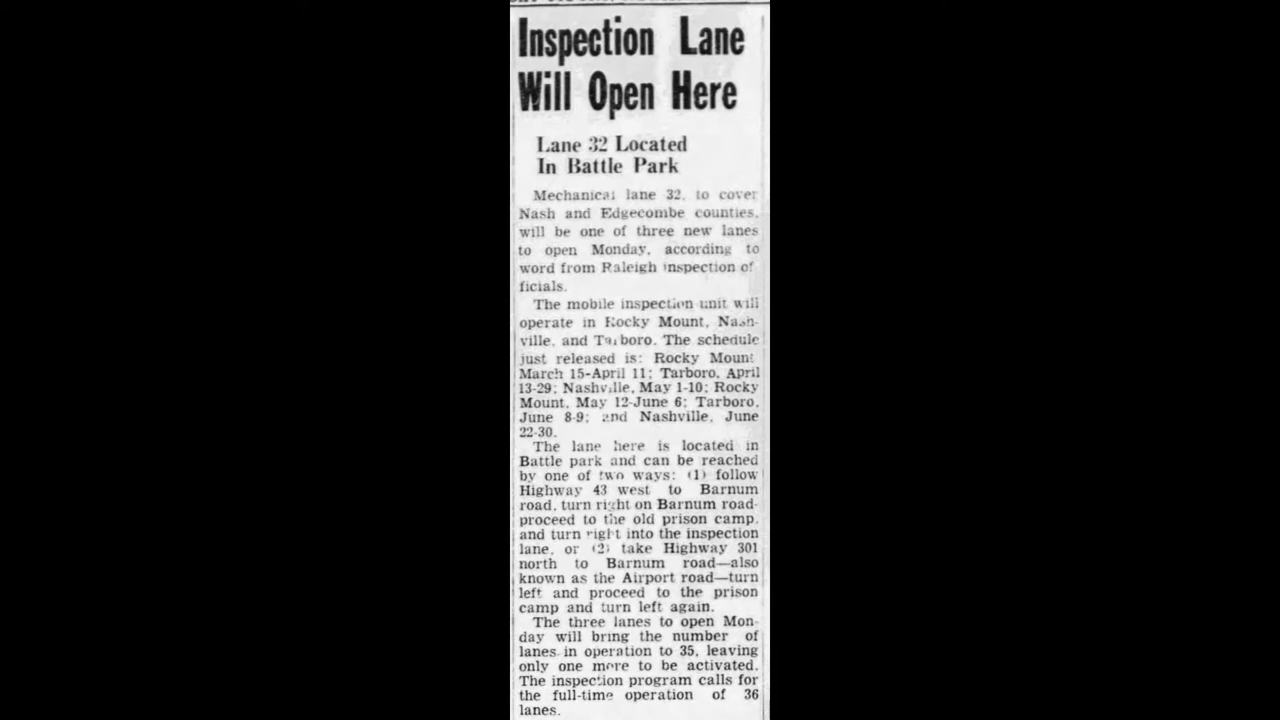 Inspection Lane
Will Open Here
Lane 32 Located
In Battle Park
Mechanical lane 32, to cover
Nash and Edgecombe counties,
will be one of three new lanes
to open Monday, according to
word from Raleigh inspection of
ficials.
The mobile inspection unit will
operate in Rocky Mount, Nash-
ville, and Tarboro. The schedule
just released is: Rocky Mount
March 15-April 11; Tarboro, April
13-29; Nashville, May 1-10; Rocky
Mount, May 12-June 6; Tarboro,
June 8-9; and Nashville, June
22-30.
The lane here is located in
Battle park and can be reached
by one of two ways: (1) follow
Highway 43 west to Barnum
road, turn right on Barnum road-
proceed to the old prison camp,
and turn right into the inspection
lane, or (2) take Highway 301
north to Barnum road—also
known as the Airport road—turn
left and proceed to the prison
camp and turn left again.
The three lanes to open Mon-
day will bring the number of
lanes in operation to 35, leaving
only one more to be activated.
The inspection program calls for
the full-time operation of 36
lanes.